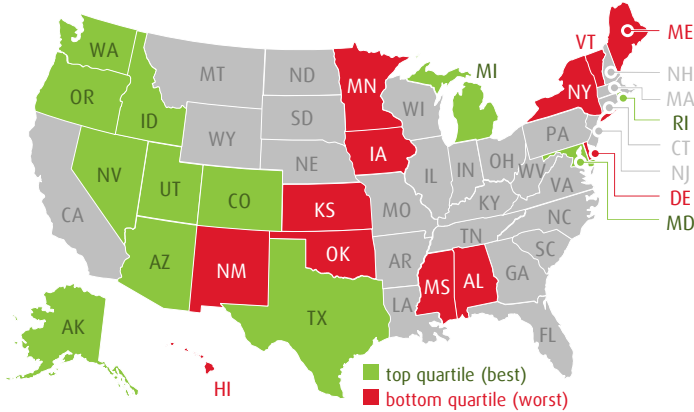 WA
OR
ID
MT
ND
MN
WI
MI
VT
NY
ME
NH
MA
RI
CT
NJ
DE
MD
WY
SD
IA
NE
NV
UT
CO
CA
KS
MO
IL
IN
OH
PA
WV
VA
KY
NC
TN
SC
AZ
NM
OK
AR
MS
AL
GA
TX
LA
FL
AK
HI
top quartile (best)
bottom quartile (worst)